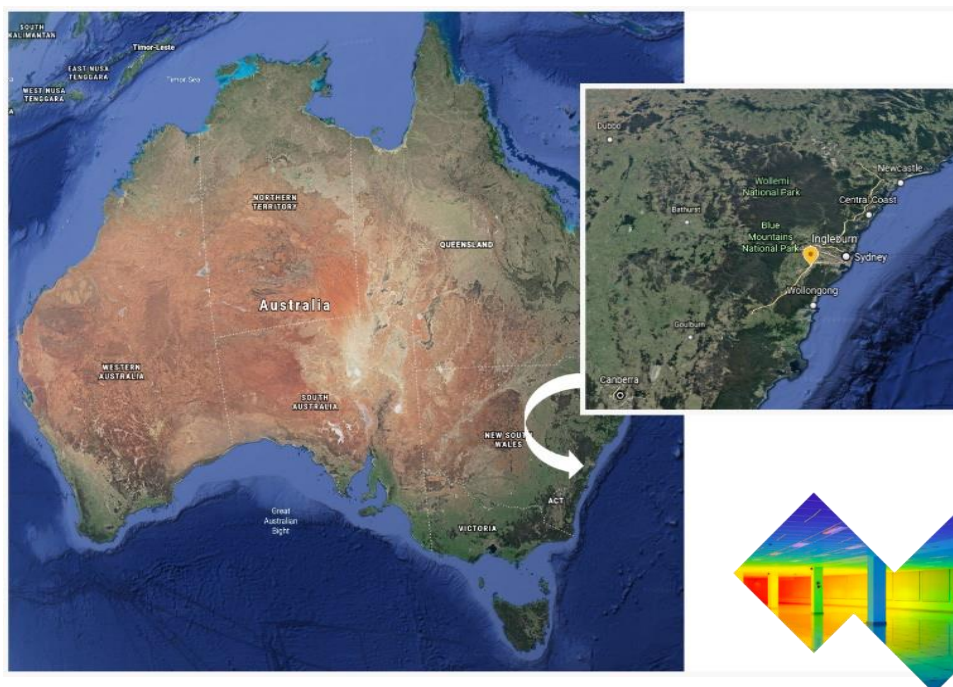 SOUTH
KALIMANTAN
Timor-Leste
EAST NUSA
TENGGARA
Timor Sea
WEST NUSA
TENGGARA
NORTHERN
TERRITORY
QUEENSLAND
Australia
WESTERN
AUSTRALIA
SOUTH
AUSTRALIA
NEW SOUTH
WALES
ACT
Great
Australian
Bight
VICTORIA
Dubbo
Newcastle
Wollemi
National Park
Central Coast
Bathurst
Blue
Mountains
National Park
Ingleburn
Sydney
Wollongong
Goulburn
Canberra